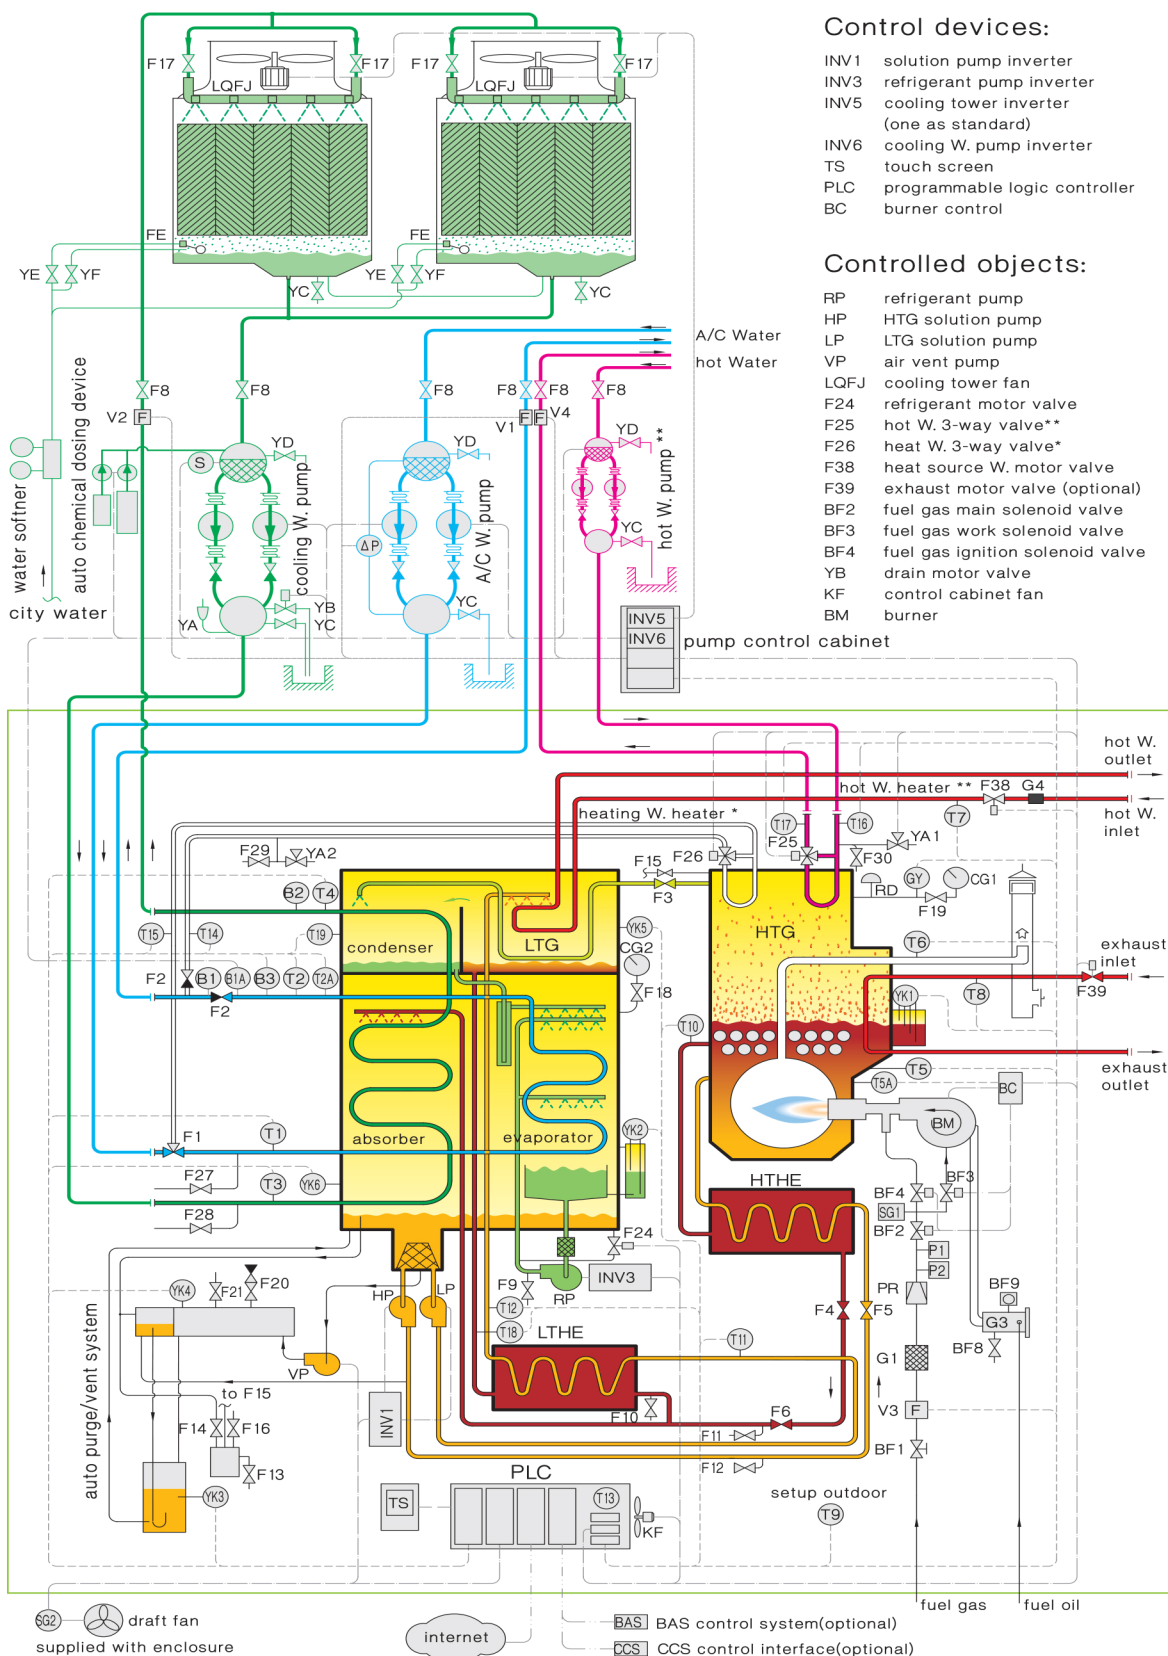 Control devices:
INV1 solution pump inverter
INV3 refrigerant pump inverter
INV5 cooling tower inverter
(one as standard)
INV6 cooling W. pump inverter
TS touch screen
PLC programmable logic controller
BC burner control
Controlled objects:
RP refrigerant pump
HP HTG solution pump
LP LTG solution pump
VP air vent pump
LQFJ cooling tower fan
F24 refrigerant motor valve
F25 hot W. 3-way valve**
F26 heat W. 3-way valve*
F38 heat source W. motor valve
F39 exhaust motor valve (optional)
BF2 fuel gas main solenoid valve
BF3 fuel gas work solenoid valve
BF4 fuel gas ignition solenoid valve
YB drain motor valve
KF control cabinet fan
BM burner
F17 F17 F17 F17
LQFJ LQFJ
FE FE
YE YF YE YF
YC YC
A/C Water
hot Water
F8 F8 F8 F8 F8 F8
V2 F V1 F F V4
YD YD YD
S
water softner
auto chemical dosing device
cooling W. pump
A/C W. pump
hot W. pump **
ΔP
YC
city water
YA YB YC YC
INV5
INV6
pump control cabinet
hot W. outlet
hot W. heater ** F38 G4
hot W. inlet
heating W. heater *
T7
T17 T16
F25 YA1
F29 YA2 F15 F26 F30
F3 RD GY CG1
F19
B2 T4
T15 T14 T19
condenser LTG HTG
YK5
CG2
T6
exhaust inlet
F2 B1 B1A B3 T2 T2A
F2
F18
YK1 T8 F39
T10
exhaust outlet
T5
T5A BC
BM
F1 T1
absorber evaporator
YK2
F27 T3 YK6
F28
HTHE
BF4 BF3
SG1
BF2
F24 P1
P2
YK4 F21 F20
HP LP F9 RP INV3
PR BF9
T12
T18 LTHE
F4 F5
T11
G3
BF8
VP
G1
auto purge/vent system
to F15
F14 F16
F13
INV1
F10 F6
F11
F12
V3 F
BF1
PLC
TS T13
KF
YK3
setup outdoor
T9
fuel gas fuel oil
SG2 draft fan
supplied with enclosure
internet
BAS BAS control system(optional)
CCS CCS control interface(optional)